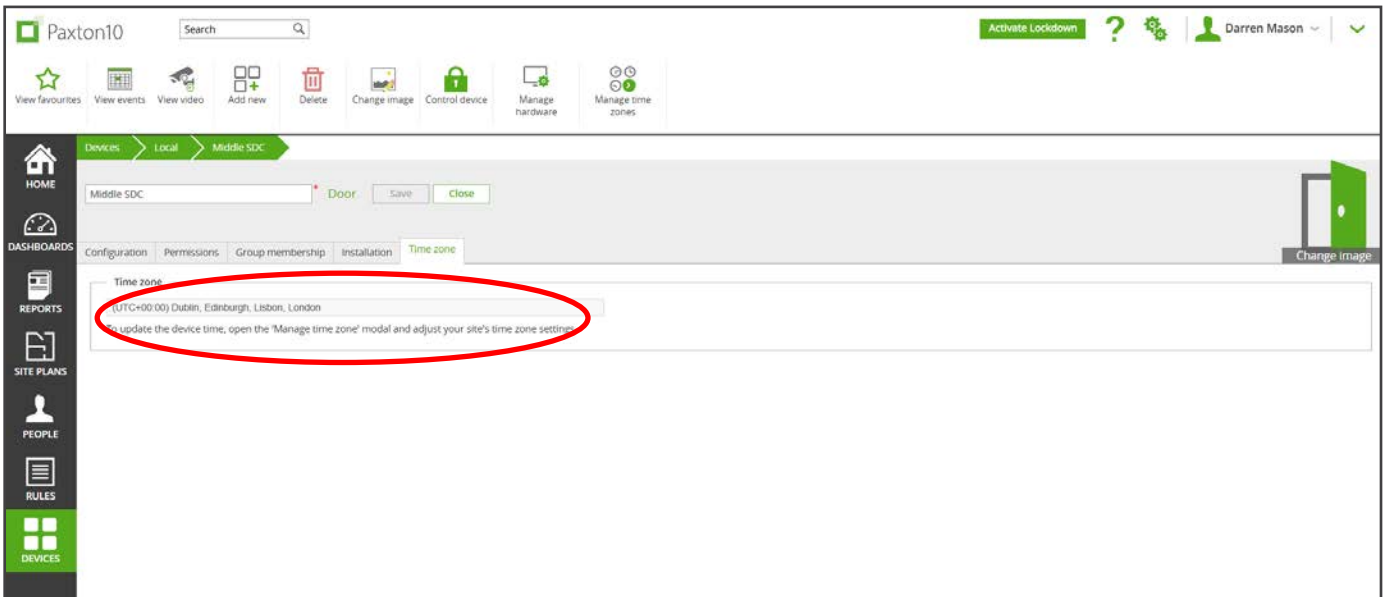 Paxton10
Search
Activate Lockdown
?
Darren Mason
View favourites
View events
View video
Add new
Delete
Change image
Control device
Manage
hardware
Manage time
zones
HOME
DASHBOARDS
REPORTS
SITE PLANS
PEOPLE
RULES
DEVICES
Devices
Local
Middle SDC
Middle SDC
* Door
Save
Close
Change image
Configuration
Permissions
Group membership
Installation
Time zone
Time zone
(UTC+00:00) Dublin, Edinburgh, Lisbon, London
To update the device time, open the 'Manage time zone' modal and adjust your site's time zone settings